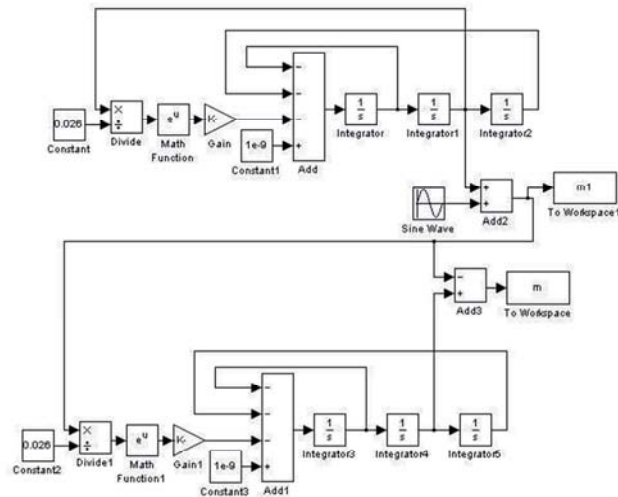 1
s
Integrator
1
s
Integrator1
1
s
Integrator2
0.026
Constant
×
÷
Divide
e^u
Math
Function
K-
Gain
−
−
−
+
Add
1e-9
Constant1
Sine Wave
+
+
Add2
m1
To Workspace1
−
+
Add3
m
To Workspace
0.026
Constant2
×
÷
Divide1
e^u
Math
Function1
K-
Gain1
−
−
−
+
Add1
1e-9
Constant3
1
s
Integrator3
1
s
Integrator4
1
s
Integrator5